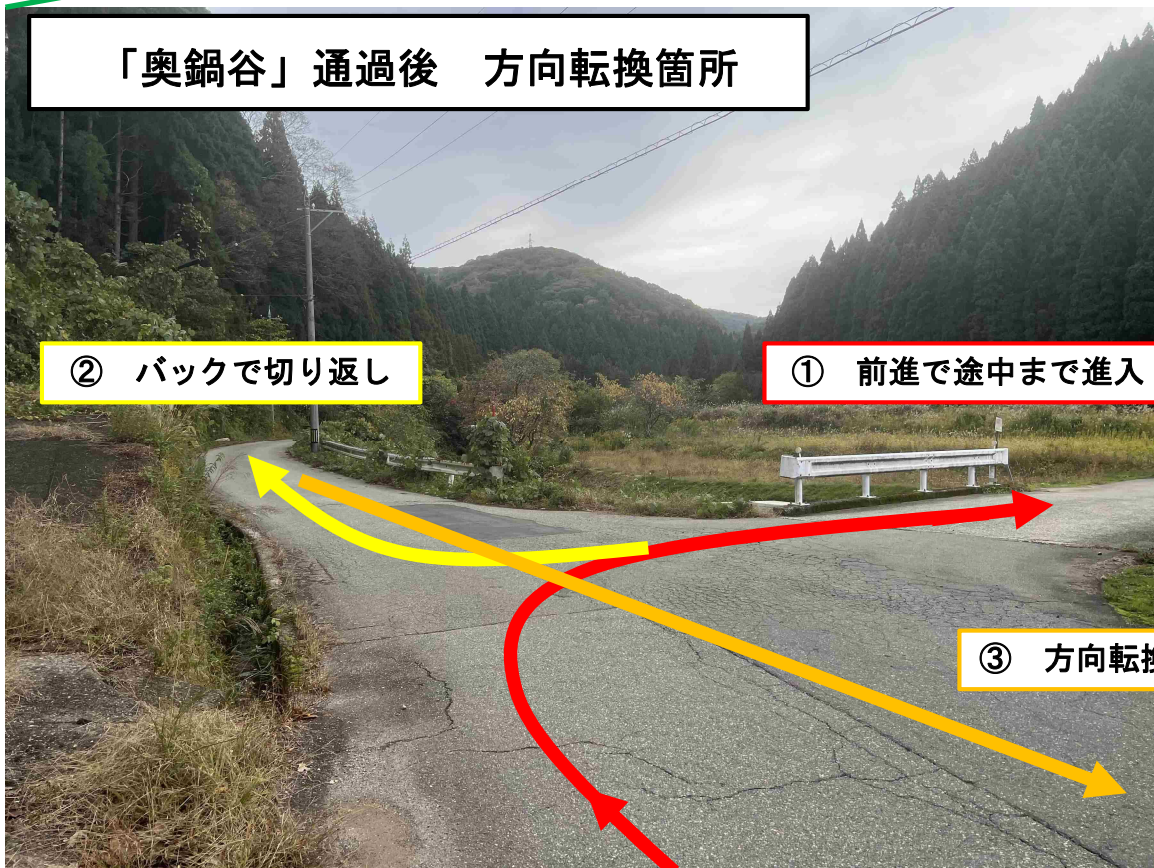 「奥鍋谷」通過後　方向転換箇所
②　バックで切り返し
①　前進で途中まで進入
③　方向転換